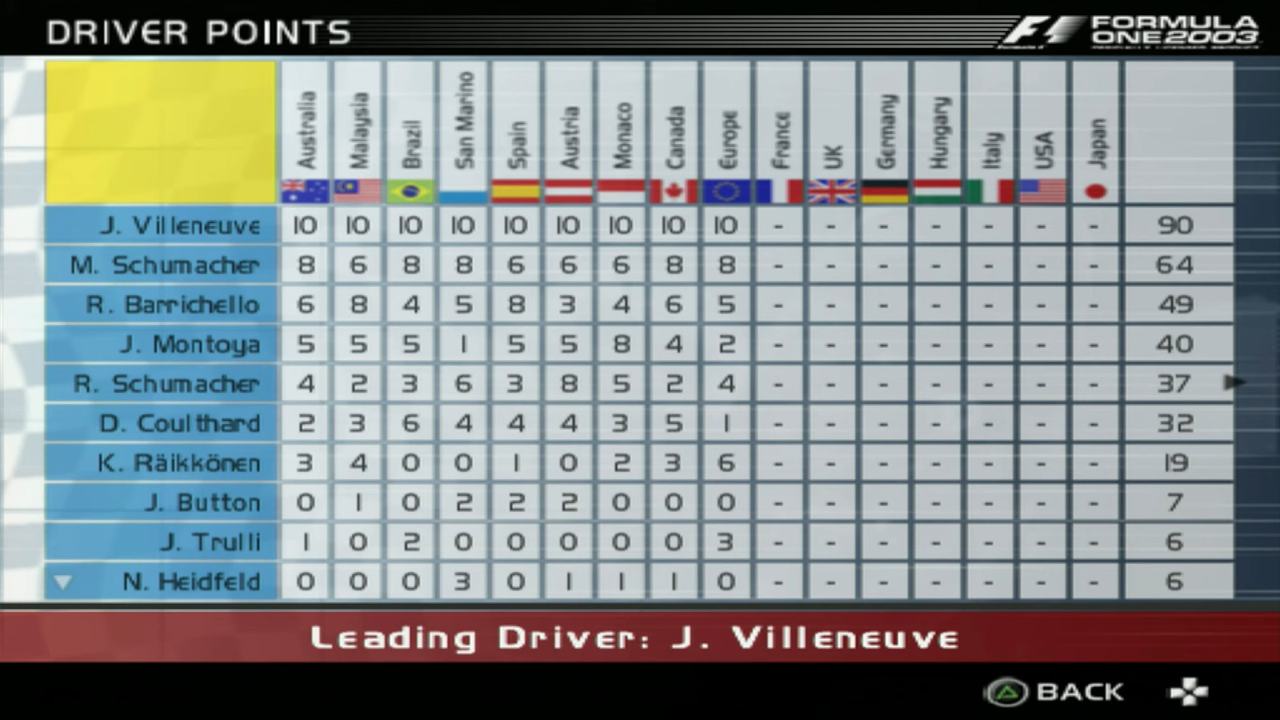 DRIVER POINTS
FORMULA
ONE2003
Australia Malaysia Brazil San Marino Spain Austria Monaco Canada Europe France UK Germany Hungary Italy USA Japan
J. Villeneuve 10 10 10 10 10 10 10 10 10 - - - - - - - 90
M. Schumacher 8 6 8 8 6 6 6 8 8 - - - - - - - 64
R. Barrichello 6 8 4 5 8 3 4 6 5 - - - - - - - 49
J. Montoya 5 5 5 1 5 5 8 4 2 - - - - - - - 40
R. Schumacher 4 2 3 6 3 8 5 2 4 - - - - - - - 37
D. Coulthard 2 3 6 4 4 4 3 5 1 - - - - - - - 32
K. Räikkönen 3 4 0 0 1 0 2 3 6 - - - - - - - 19
J. Button 0 1 0 2 2 2 0 0 0 - - - - - - - 7
J. Trulli 1 0 2 0 0 0 0 0 3 - - - - - - - 6
N. Heidfeld 0 0 0 3 0 1 1 1 0 - - - - - - - 6
Leading Driver: J. Villeneuve
BACK